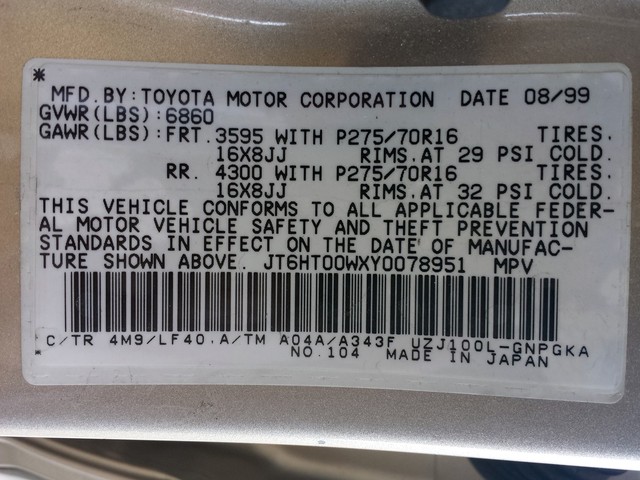 *
MFD. BY: TOYOTA MOTOR CORPORATION DATE 08/99
GVWR(LBS):6860
GAWR(LBS):FRT. 3595 WITH P275/70R16 TIRES.
16X8JJ RIMS. AT 29 PSI COLD.
RR. 4300 WITH P275/70R16 TIRES.
16X8JJ RIMS. AT 32 PSI COLD.
THIS VEHICLE CONFORMS TO ALL APPLICABLE FEDER-
AL MOTOR VEHICLE SAFETY AND THEFT PREVENTION
STANDARDS IN EFFECT ON THE DATE OF MANUFAC-
TURE SHOWN ABOVE. JT6HT00WXY0078951 MPV
C/TR 4M9/LF40. A/TM A04A/A343F UZJ100L-GNPGKA
* NO.104 MADE IN JAPAN